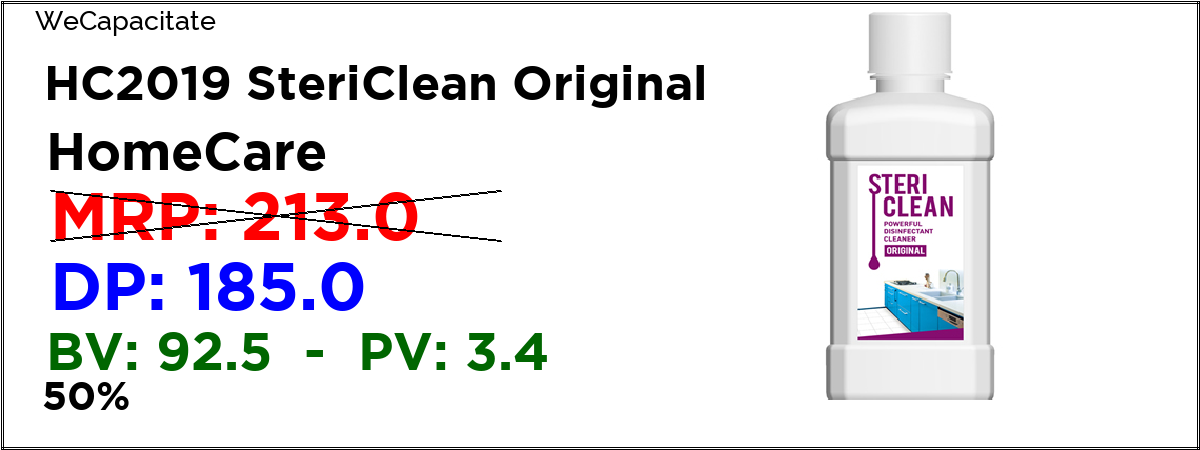 WeCapacitate
HC2019 SteriClean Original
HomeCare
MRP: 213.0
DP: 185.0
BV: 92.5 - PV: 3.4
50%
STERI
CLEAN
POWERFUL
DISINFECTANT
CLEANER
ORIGINAL